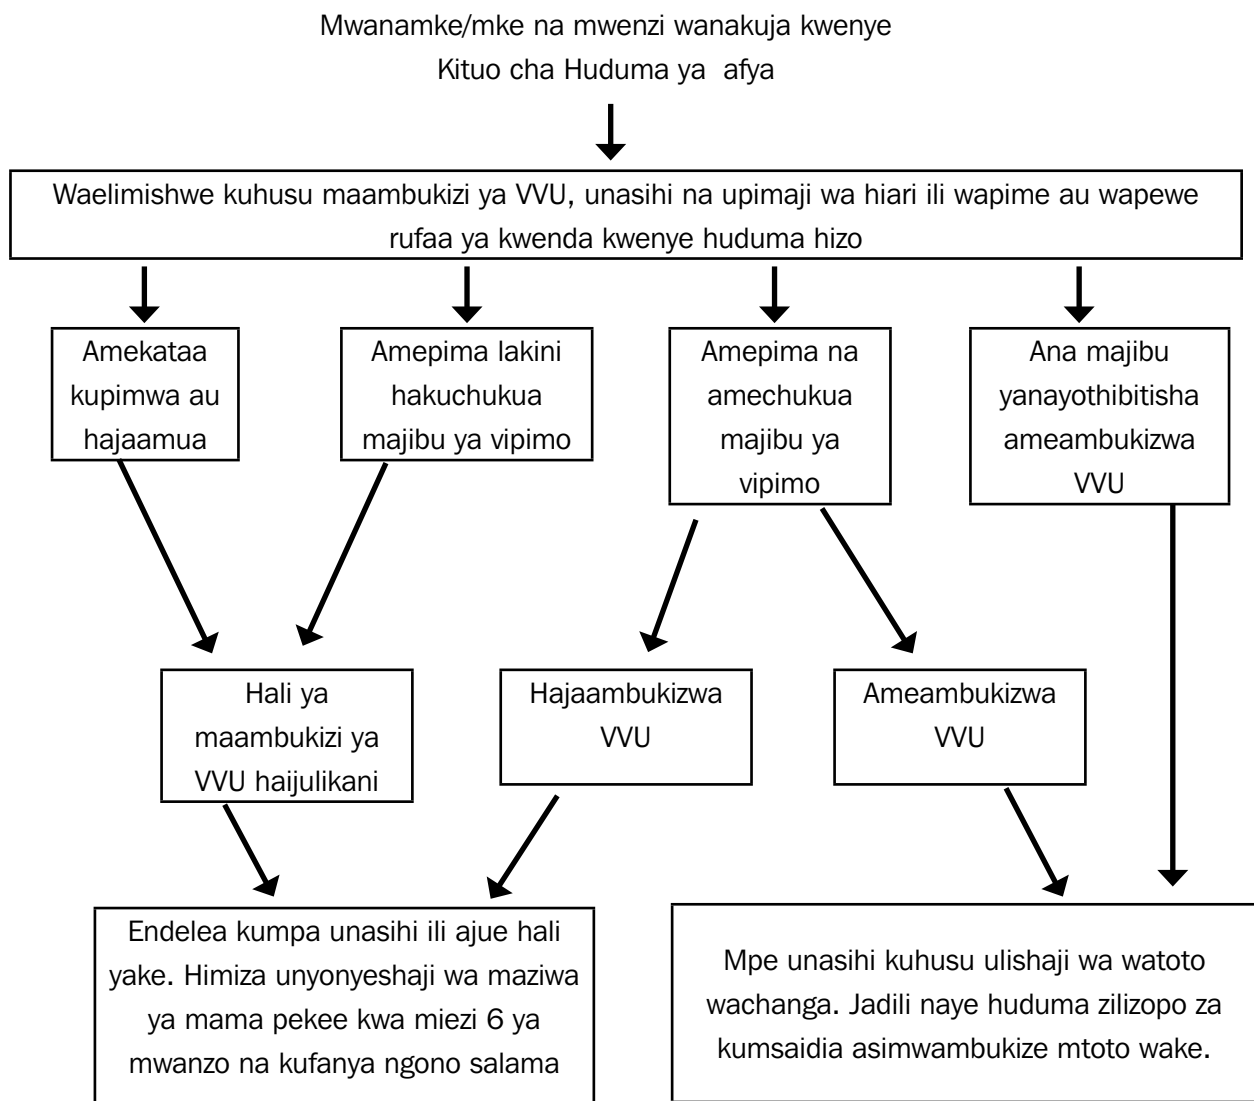 Mwanamke/mke na mwenzi wanakuja kwenye
Kituo cha Huduma ya afya
Waelimishwe kuhusu maambukizi ya VVU, unasihi na upimaji wa hiari ili wapime au wapewe
rufaa ya kwenda kwenye huduma hizo
Amekataa
kupimwa au
hajaamua
Amepima lakini
hakuchukua
majibu ya vipimo
Amepima na
amechukua
majibu ya
vipimo
Ana majibu
yanayothibitisha
ameambukizwa
VVU
Hali ya
maambukizi ya
VVU haijulikani
Hajaambukizwa
VVU
Ameambukizwa
VVU
Endelea kumpa unasihi ili ajue hali
yake. Himiza unyonyeshaji wa maziwa
ya mama pekee kwa miezi 6 ya
mwanzo na kufanya ngono salama
Mpe unasihi kuhusu ulishaji wa watoto
wachanga. Jadili naye huduma zilizopo za
kumsaidia asimwambukize mtoto wake.